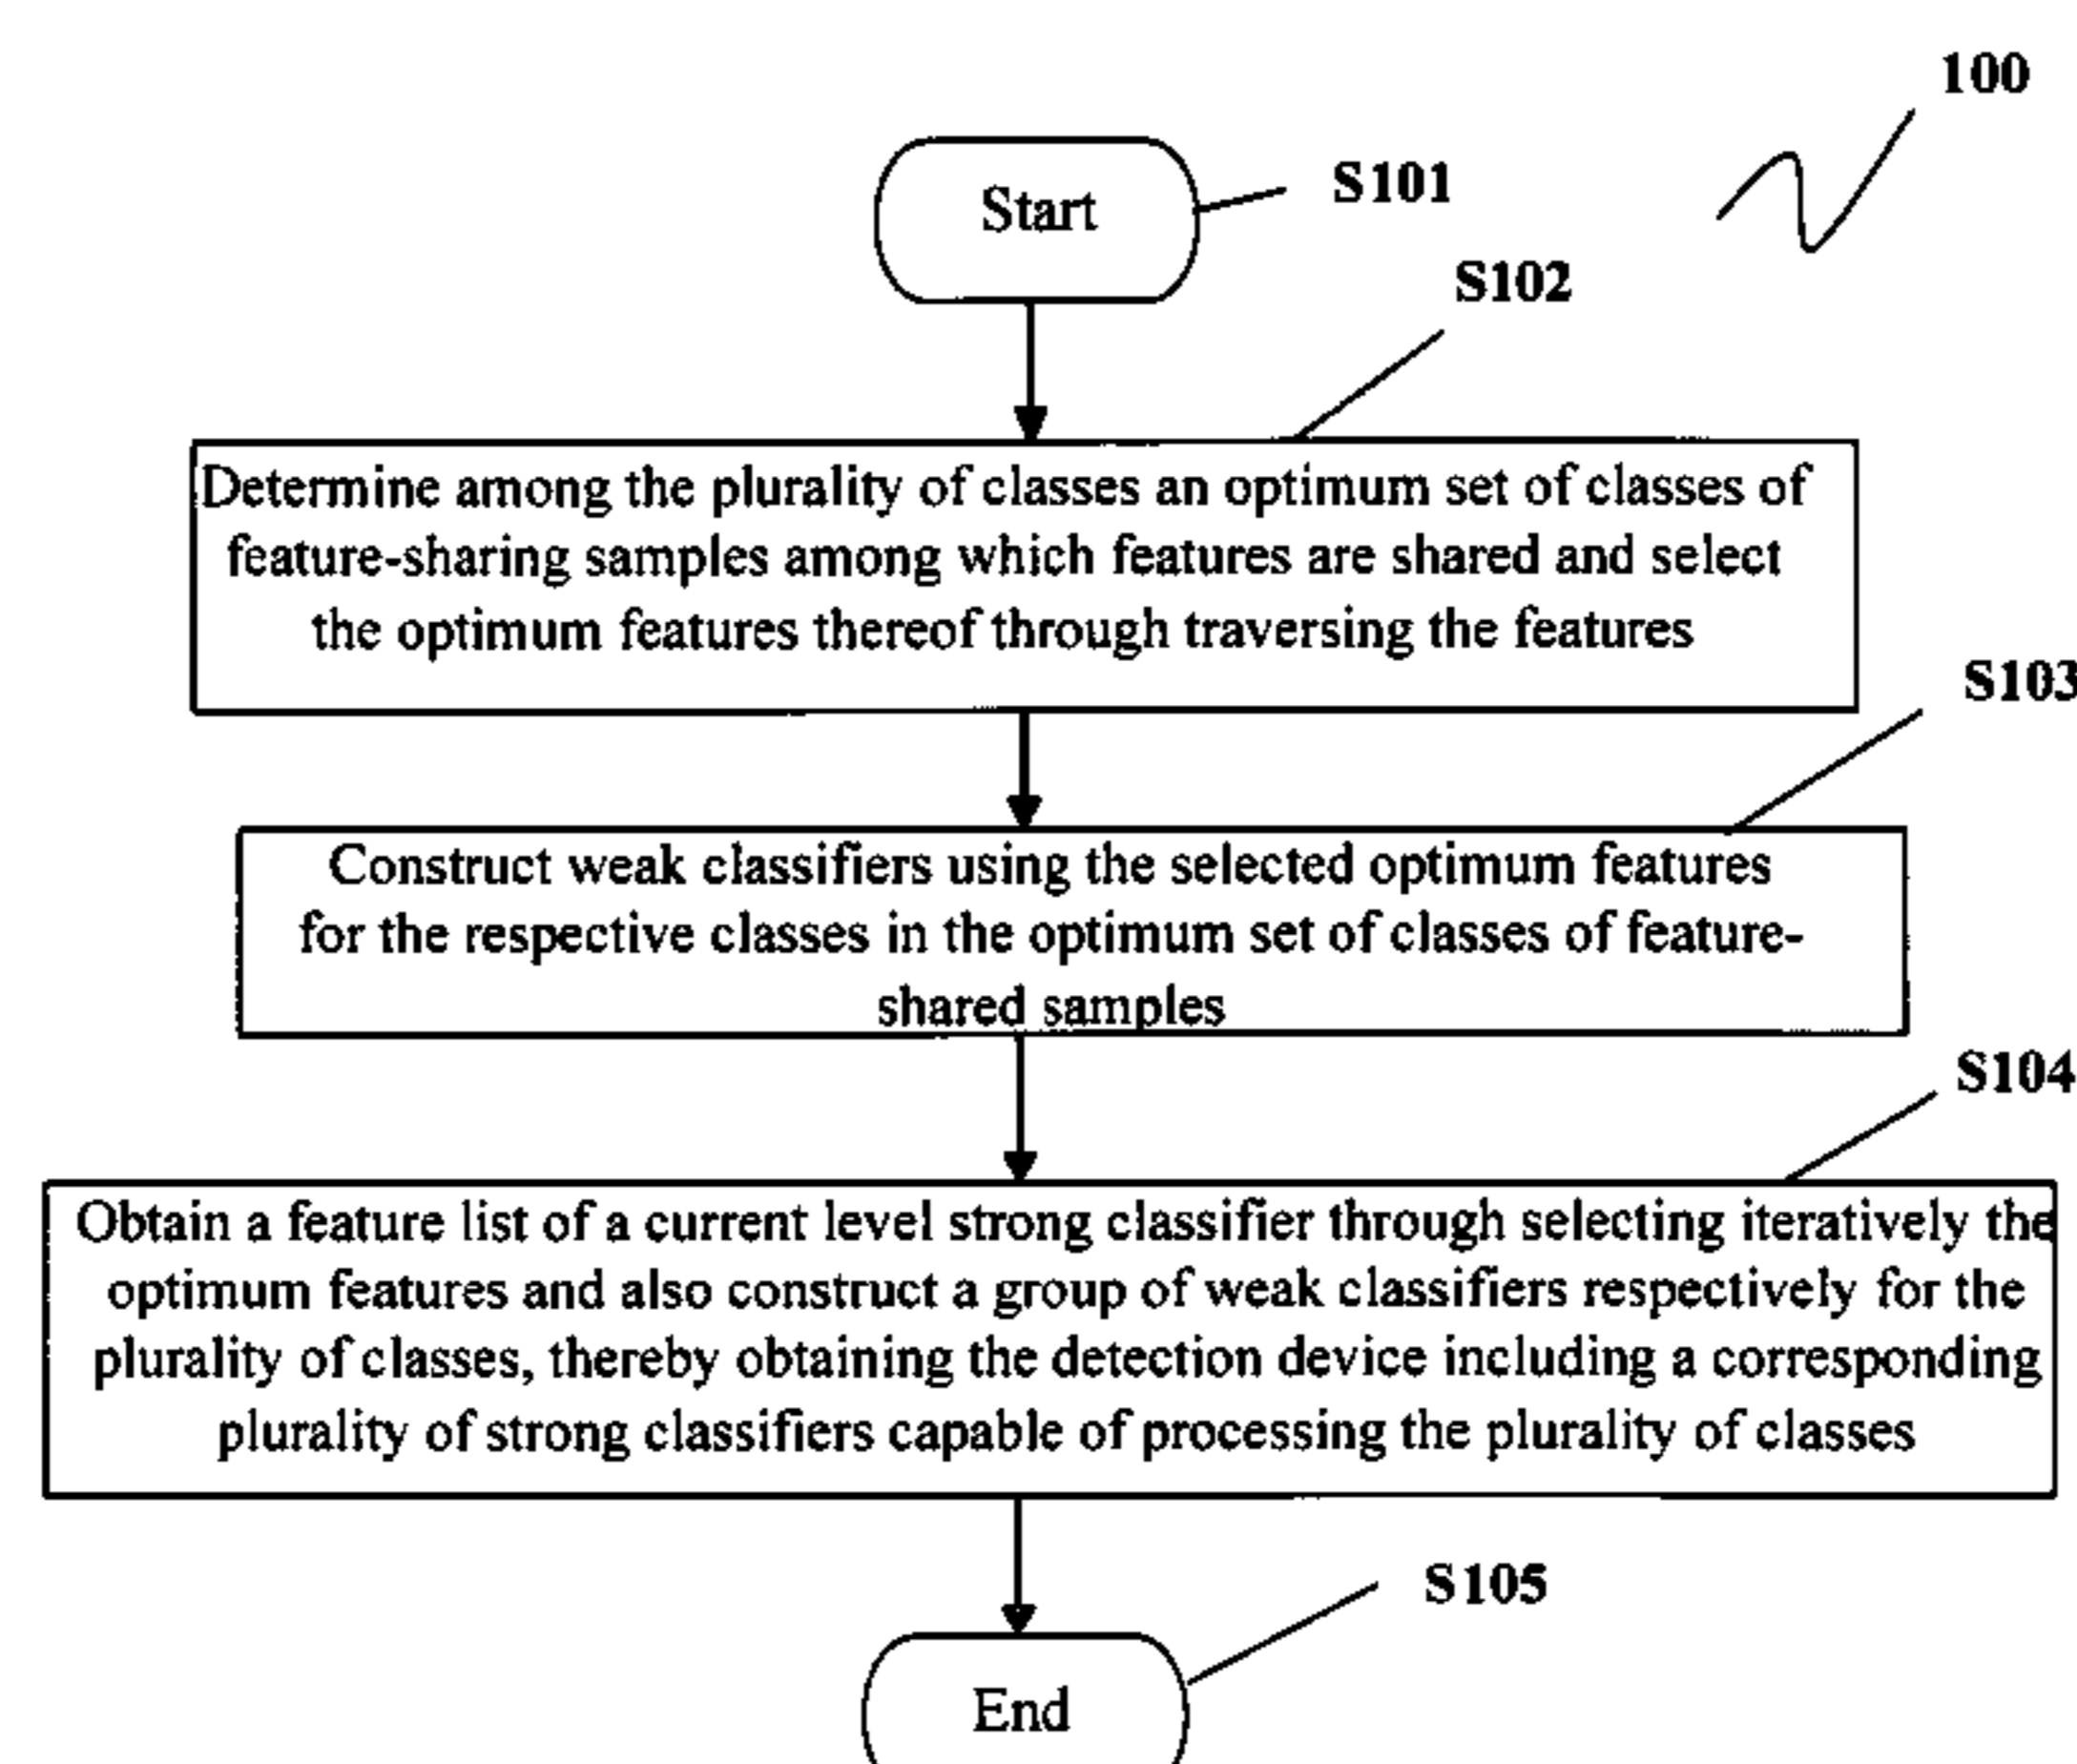 100
Start
S101
S102
Determine among the plurality of classes an optimum set of classes of
feature-sharing samples among which features are shared and select
the optimum features thereof through traversing the features
S103
Construct weak classifiers using the selected optimum features
for the respective classes in the optimum set of classes of feature-
shared samples
S104
Obtain a feature list of a current level strong classifier through selecting iteratively the
optimum features and also construct a group of weak classifiers respectively for the
plurality of classes, thereby obtaining the detection device including a corresponding
plurality of strong classifiers capable of processing the plurality of classes
S105
End